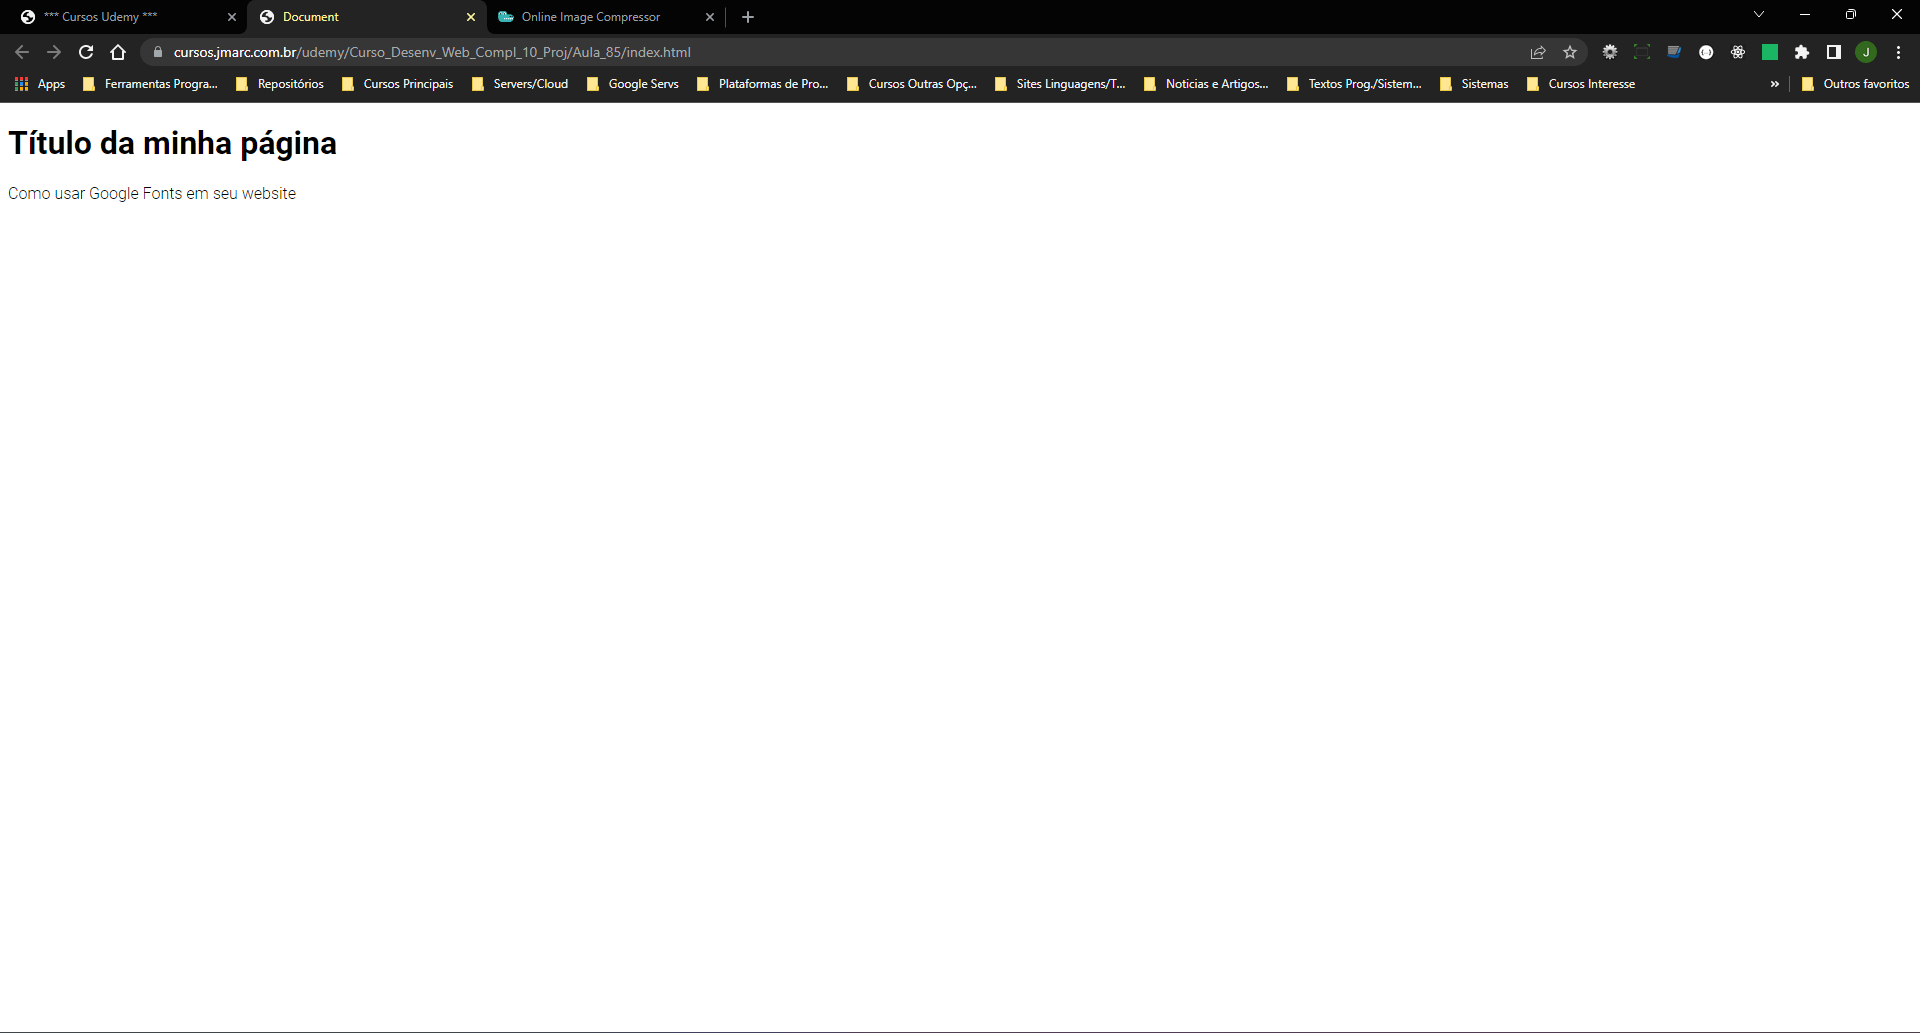 *** Cursos Udemy ***
Document
Online Image Compressor
cursos.jmarc.com.br/udemy/Curso_Desenv_Web_Compl_10_Proj/Aula_85/index.html
J
Apps Ferramentas Progra... Repositórios Cursos Principais Servers/Cloud Google Servs Plataformas de Pro... Cursos Outras Opç... Sites Linguagens/T... Noticias e Artigos... Textos Prog./Sistem... Sistemas Cursos Interesse » Outros favoritos
Título da minha página
Como usar Google Fonts em seu website